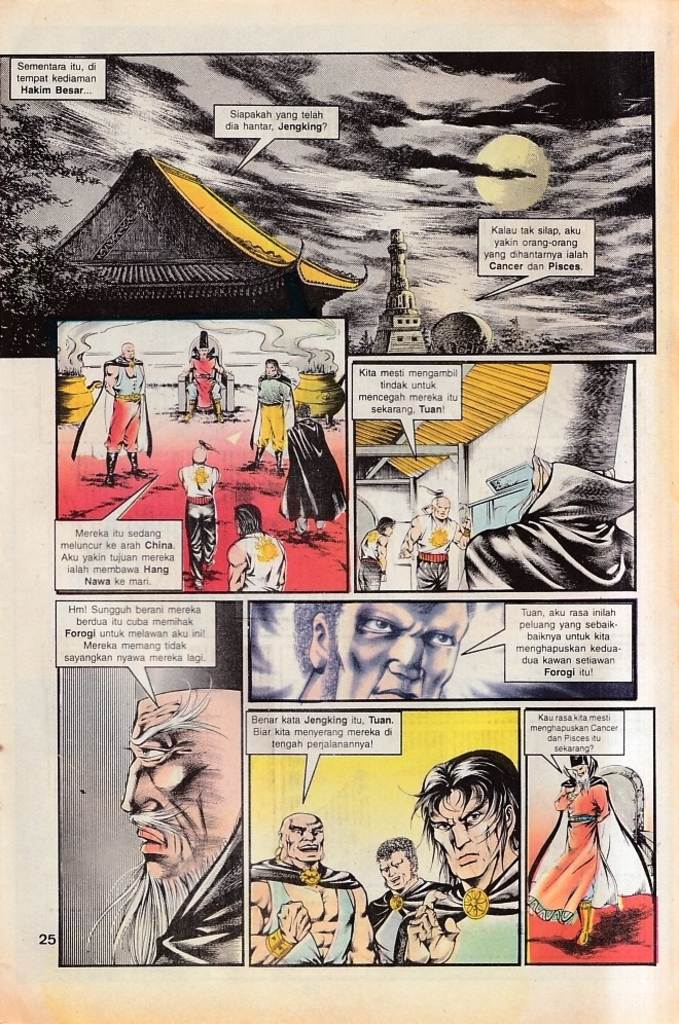 Sementara itu, di
tempat kediaman
Hakim Besar...
Siapakah yang telah
dia hantar, Jengking?
Kalau tak silap, aku
yakin orang-orang
yang dihantarnya ialah
Cancer dan Pisces.
Mereka itu sedang
meluncur ke arah China.
Aku yakin tujuan mereka
ialah membawa Hang
Nawa ke mari.
Kita mesti mengambil
tindak untuk
mencegah mereka itu
sekarang, Tuan!
Hm! Sungguh berani mereka
berdua itu cuba memihak
Forogi untuk melawan aku ini!
Mereka memang tidak
sayangkan nyawa mereka lagi.
Tuan, aku rasa inilah
peluang yang sebaik-
baiknya untuk kita
menghapuskan kedua-
dua kawan setiawan
Forogi itu!
Benar kata Jengking itu, Tuan.
Biar kita menyerang mereka di
tengah perjalanannya!
Kau rasa kita mesti
menghapuskan Cancer
dan Pisces itu
sekarang?
25